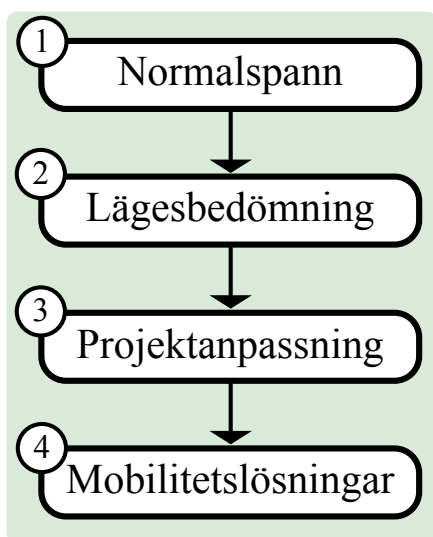 1
Normalspann
2
Lägesbedömning
3
Projektanpassning
4
Mobilitetslösningar